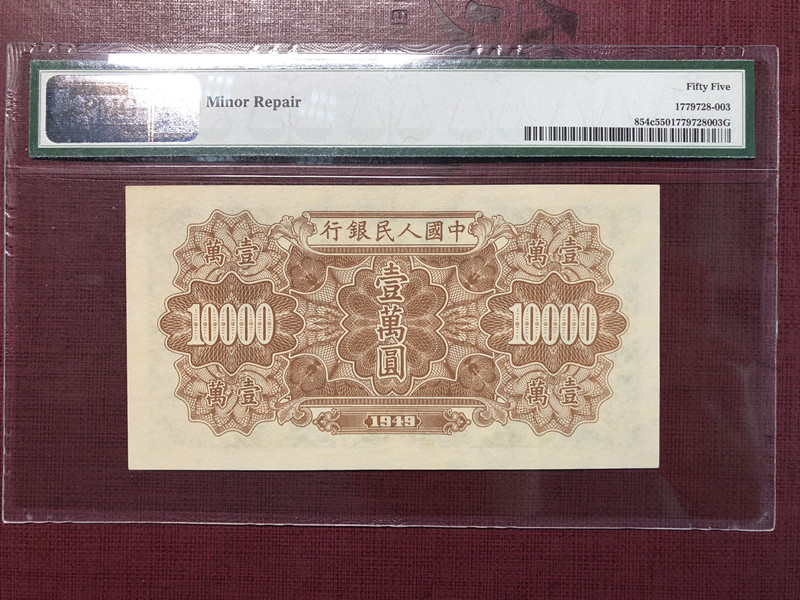 Minor Repair
Fifty Five
1779728-003
854c5501779728003G
行銀民人國中
萬壹
萬壹
10000
壹萬圓
10000
萬壹
萬壹
1949